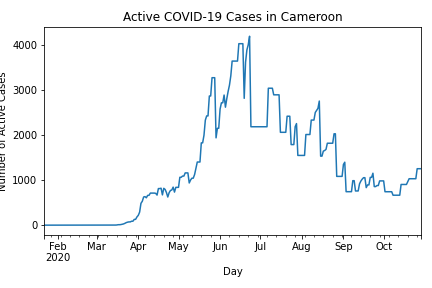 Active COVID-19 Cases in Cameroon
Number of Active Cases
4000
3000
2000
1000
0
Feb Mar Apr May Jun Jul Aug Sep Oct
2020
Day